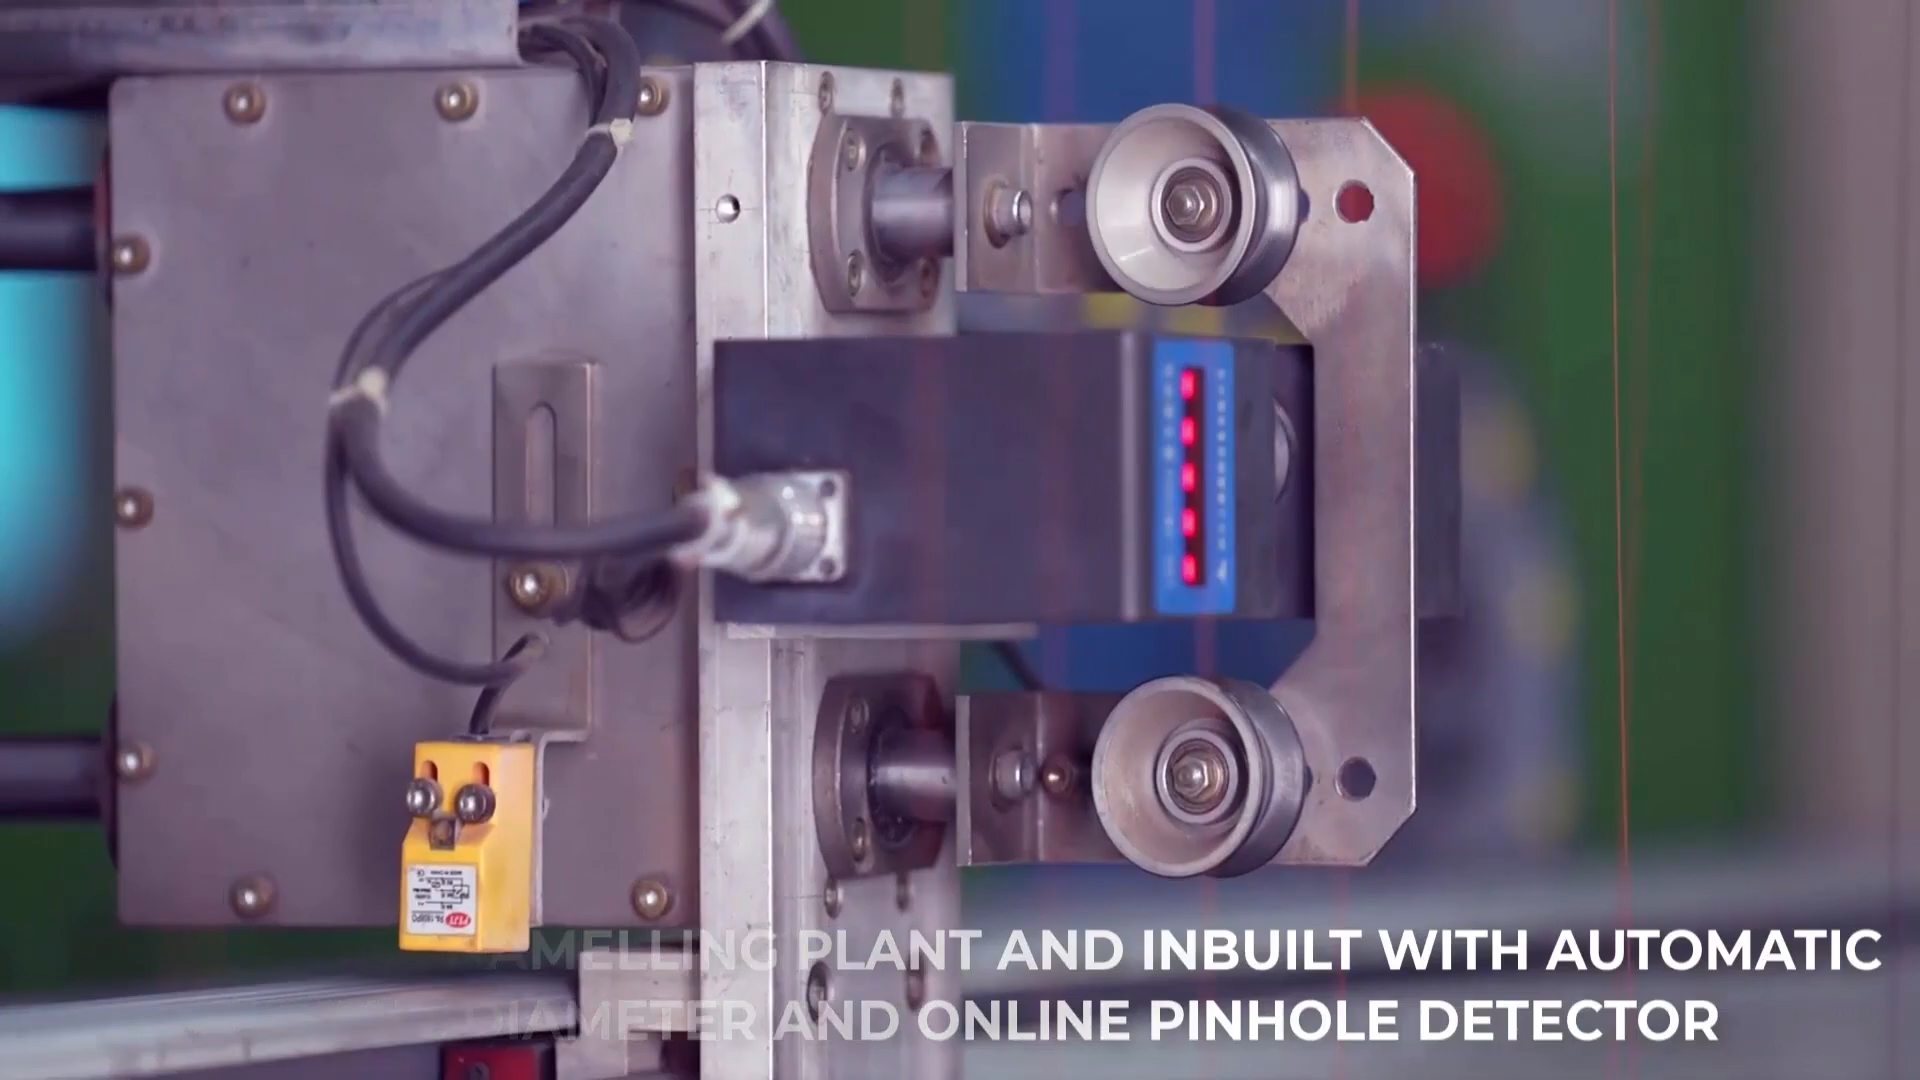 AMELLING PLANT AND INBUILT WITH AUTOMATIC
DIAMETER AND ONLINE PINHOLE DETECTOR